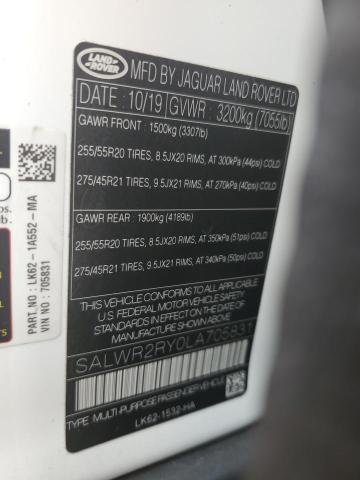 LAND
ROVER
MFD BY JAGUAR LAND ROVER LTD
DATE : 10/19 GVWR : 3200kg (7055lb)
GAWR FRONT : 1500kg (3307lb)
255/55R20 TIRES, 8.5JX20 RIMS, AT 300kPa (44psi) COLD
275/45R21 TIRES, 9.5JX21 RIMS, AT 270kPa (40psi) COLD
GAWR REAR : 1900kg (4189lb)
255/55R20 TIRES, 8.5JX20 RIMS, AT 350kPa (51psi) COLD
275/45R21 TIRES, 9.5JX21 RIMS, AT 340kPa (50psi) COLD
THIS VEHICLE CONFORMS TO ALL APPLICABLE
FEDERAL MOTOR VEHICLE SAFETY
STANDARDS IN EFFECT ON THE DATE OF
MANUFACTURE SHOWN ABOVE
SALWR2RY0LA705831
TYPE: MULTI-PURPOSE PASSENGER VEHICLE
LK62-1532-HA
PART NO : LK62-1A552-MA
VIN NO : 705831